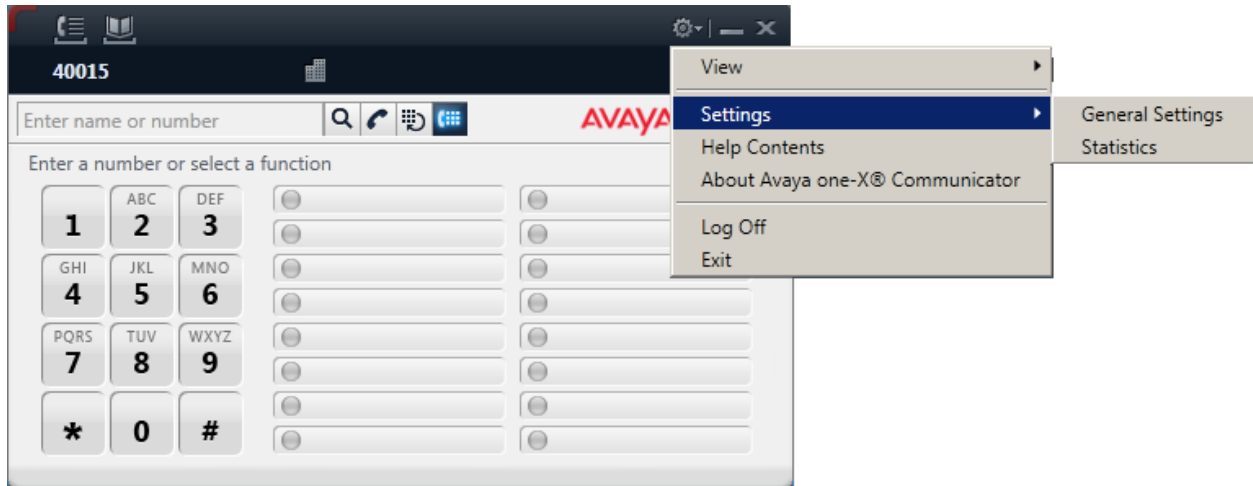 40015
View
Enter name or number
AVAYA
Settings
General Settings
Help Contents
Statistics
About Avaya one-X® Communicator
Log Off
Exit
Enter a number or select a function
1
ABC
2
DEF
3
GHI
4
JKL
5
MNO
6
PQRS
7
TUV
8
WXYZ
9
*
0
#